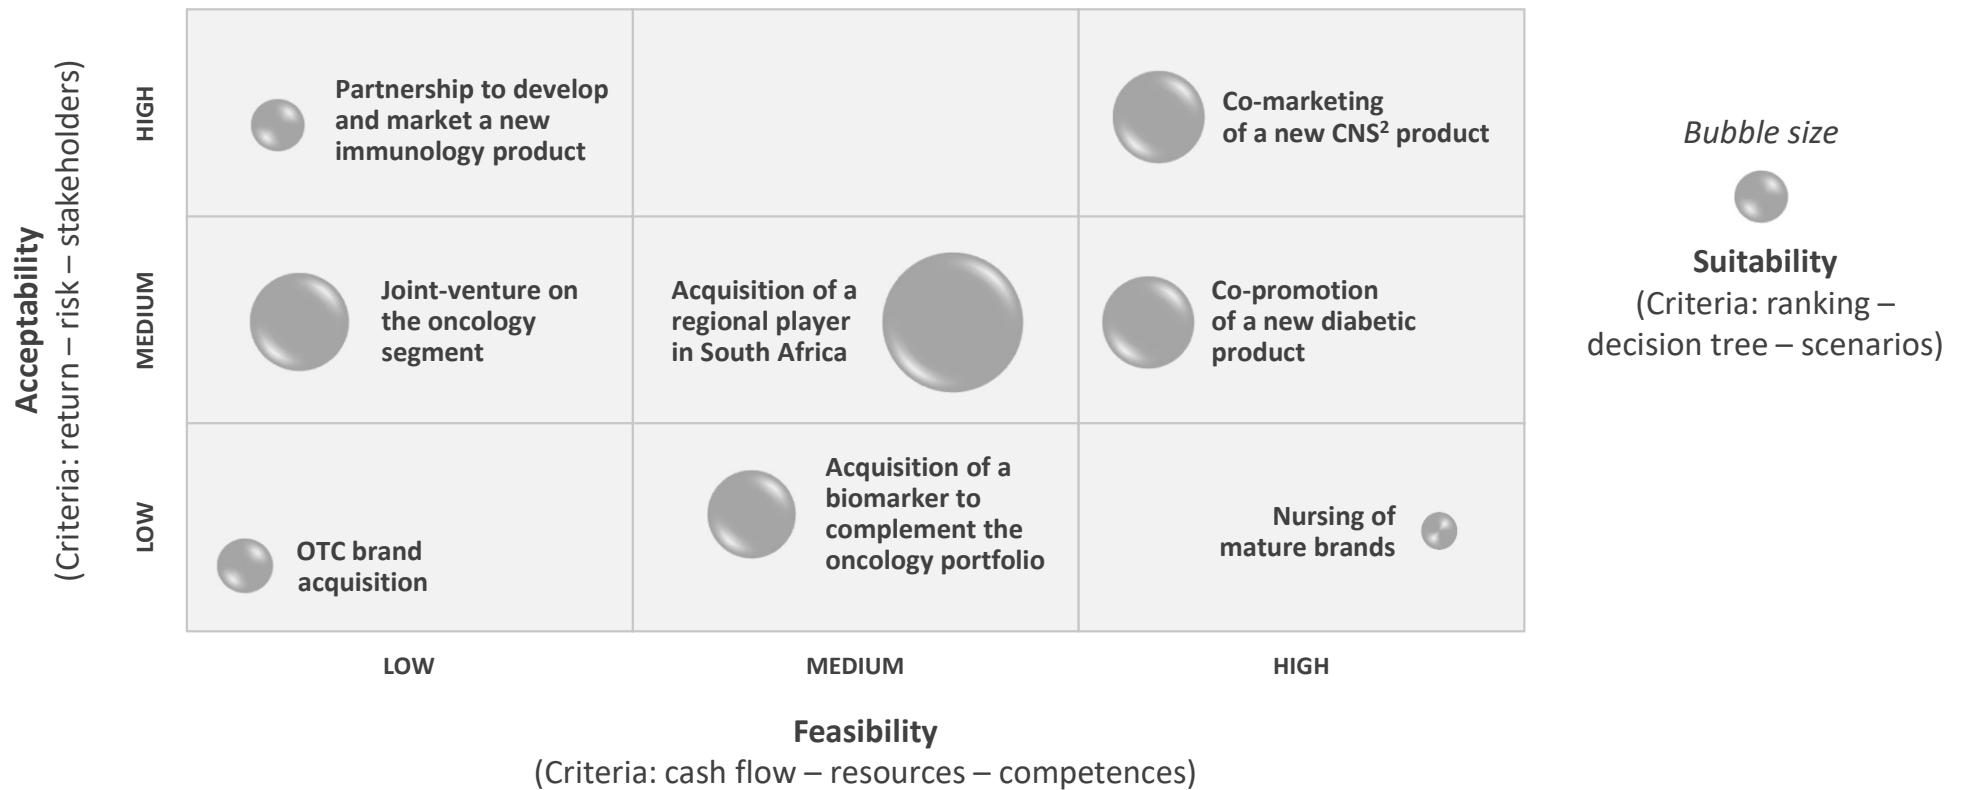 Acceptability
(Criteria: return – risk – stakeholders)
HIGH
MEDIUM
LOW
Partnership to develop
and market a new
immunology product
Co-marketing
of a new CNS² product
Joint-venture on
the oncology
segment
Acquisition of a
regional player
in South Africa
Co-promotion
of a new diabetic
product
OTC brand
acquisition
Acquisition of a
biomarker to
complement the
oncology portfolio
Nursing of
mature brands
LOW
MEDIUM
HIGH
Feasibility
(Criteria: cash flow – resources – competences)
Bubble size
Suitability
(Criteria: ranking –
decision tree – scenarios)